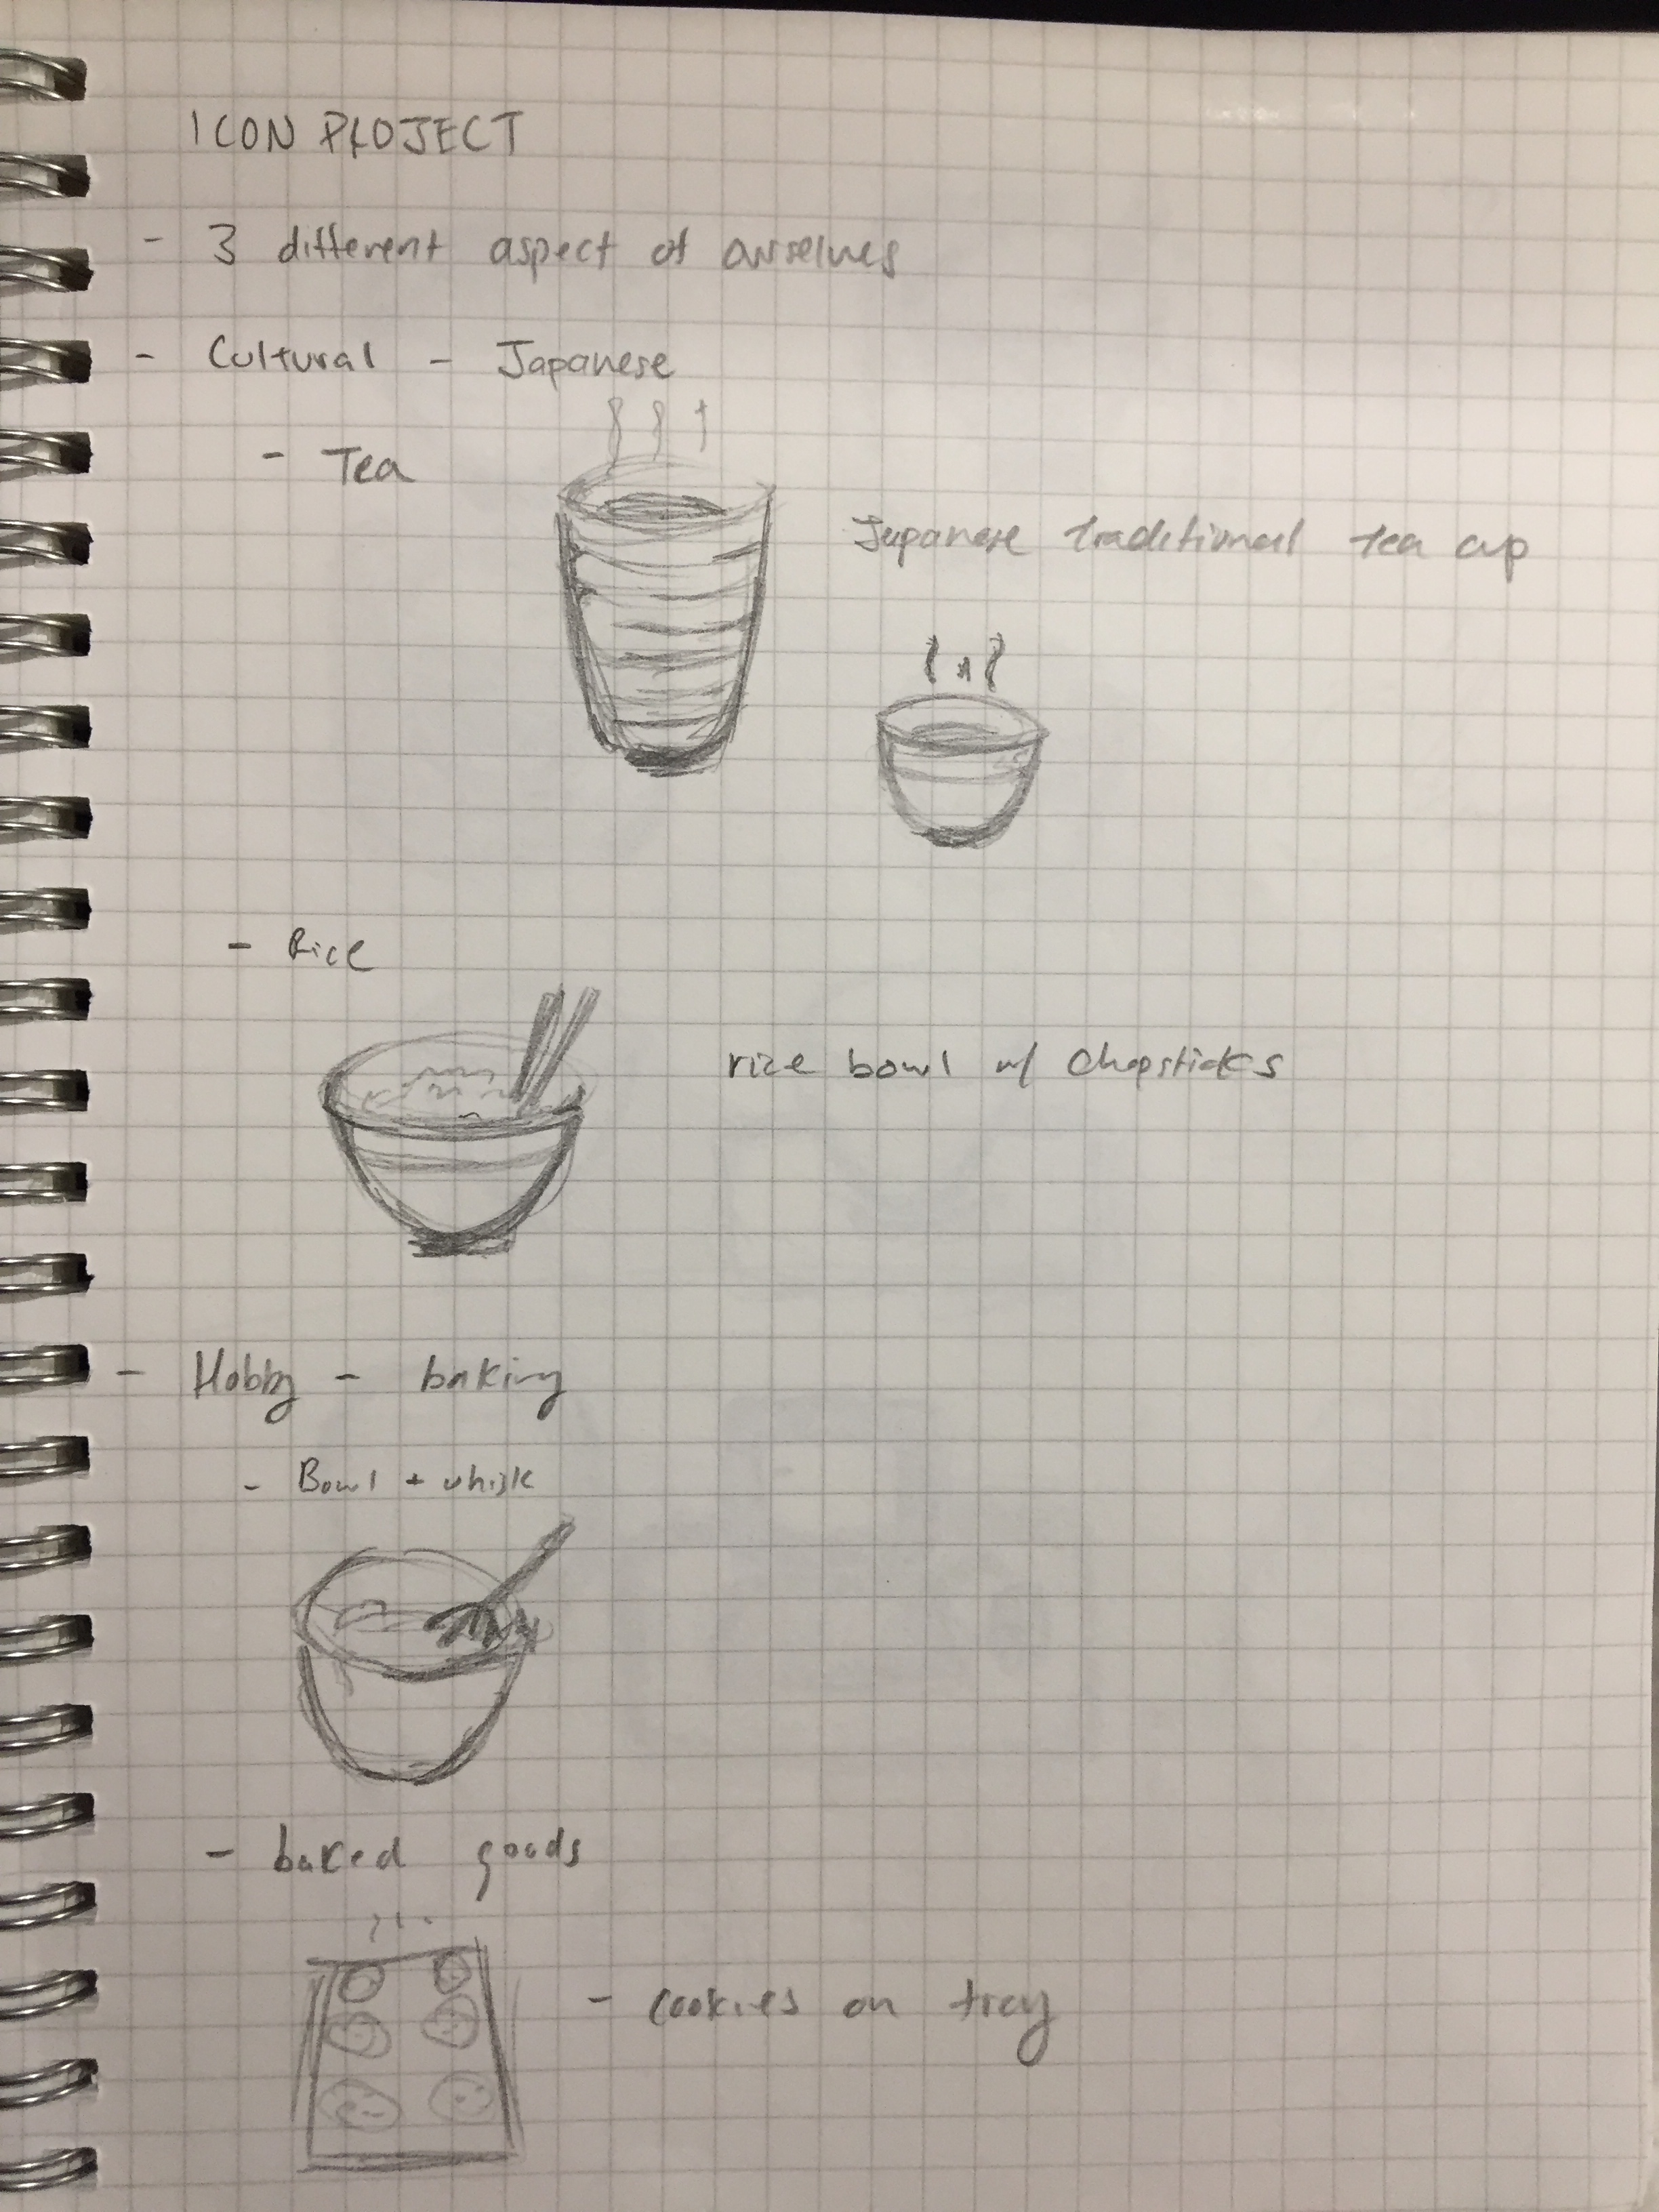 ICON PROJECT
- 3 different aspect of ourselves
- Cultural - Japanese
- Tea
Japanese traditional tea cup
- Rice
rice bowl w/ chopsticks
- Hobby - baking
- Bowl + whisk
- baked goods
- cookies on tray